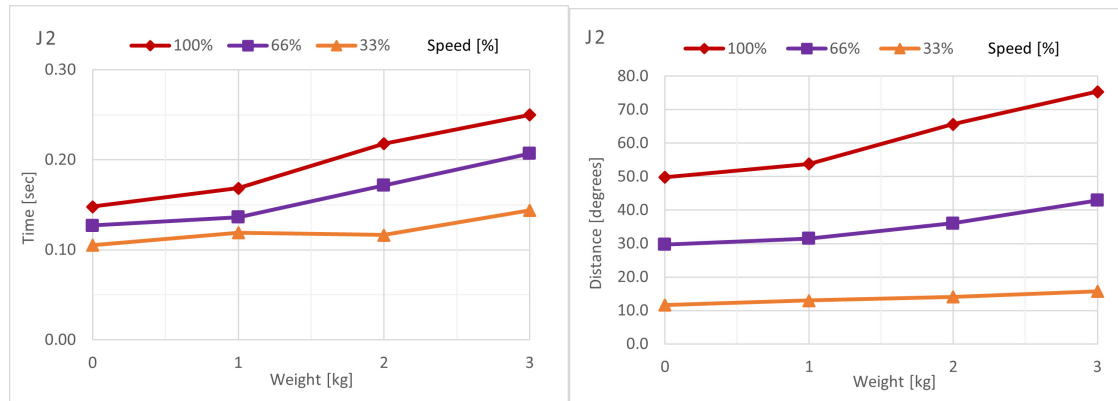 J2
100% 66% 33% Speed [%]
0.30
0.20
0.10
0.00
Time [sec]
0 1 2 3
Weight [kg]
J2
100% 66% 33% Speed [%]
80.0
70.0
60.0
50.0
40.0
30.0
20.0
10.0
0.0
Distance [degrees]
0 1 2 3
Weight [kg]